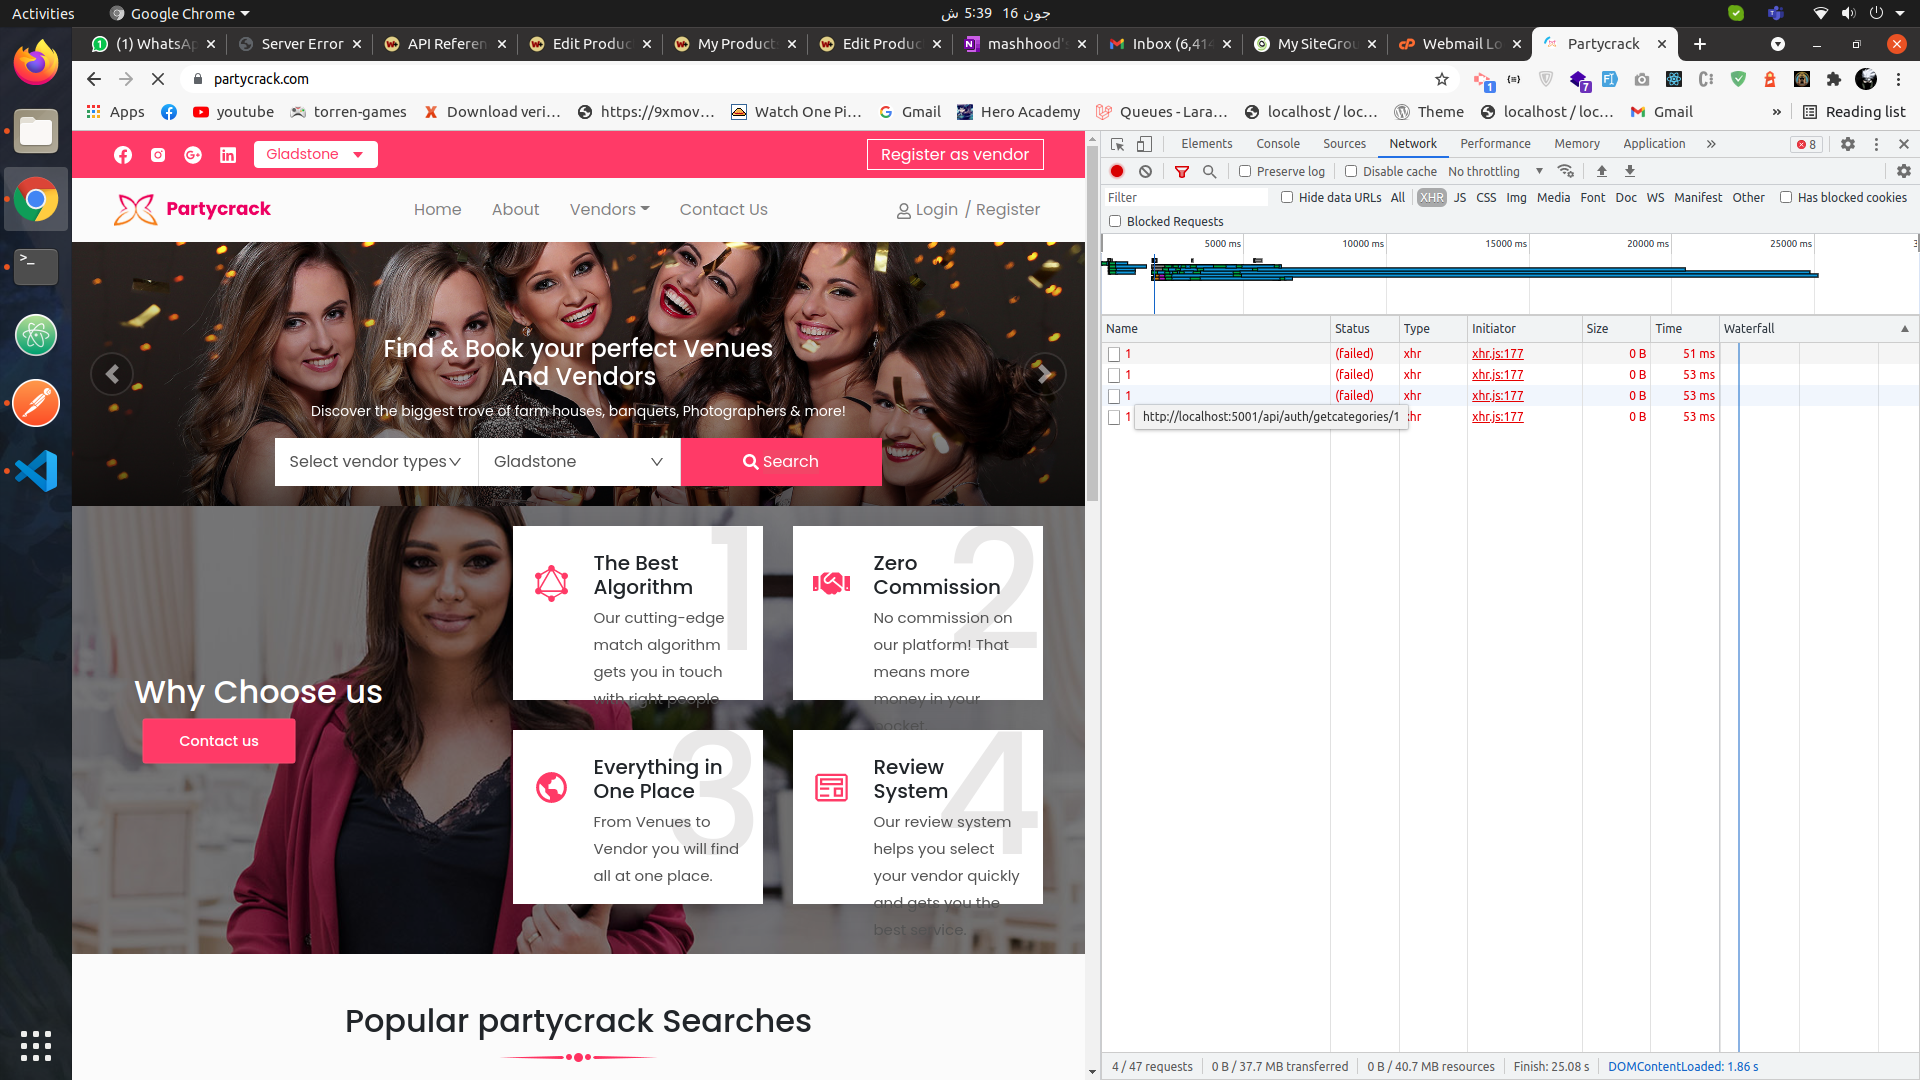 Activities
Google Chrome
جون 16  5:39 ش
(1) WhatsAp
Server Error
API Referen
Edit Produc
My Product
Edit Produc
mashhood's
Inbox (6,414
My SiteGrou
Webmail Lo
Partycrack
partycrack.com
1
7
Apps
youtube
torren-games
Download veri...
https://9xmov...
Watch One Pi...
Gmail
Hero Academy
Queues - Lara...
localhost / loc...
Theme
localhost / loc...
Gmail
»
Reading list
Gladstone
Register as vendor
Partycrack
Home
About
Vendors
Contact Us
Login / Register
Find & Book your perfect Venues
And Vendors
Discover the biggest trove of farm houses, banquets, Photographers & more!
Select vendor types
Gladstone
Search
Why Choose us
Contact us
1
The Best
Algorithm
Our cutting-edge
match algorithm
gets you in touch
with right people
2
Zero
Commission
No commission on
our platform! That
means more
money in your
pocket
3
Everything in
One Place
From Venues to
Vendor you will find
all at one place.
4
Review
System
Our review system
helps you select
your vendor quickly
and gets you the
best service.
Popular partycrack Searches
Elements
Console
Sources
Network
Performance
Memory
Application
»
8
Preserve log
Disable cache
No throttling
Filter
Hide data URLs
All
XHR
JS
CSS
Img
Media
Font
Doc
WS
Manifest
Other
Has blocked cookies
Blocked Requests
5000 ms
10000 ms
15000 ms
20000 ms
25000 ms
3
Name
Status
Type
Initiator
Size
Time
Waterfall
1 (failed) xhr xhr.js:177 0 B 51 ms
1 (failed) xhr xhr.js:177 0 B 53 ms
1 (failed) xhr xhr.js:177 0 B 53 ms
1 xhr xhr.js:177 0 B 53 ms
http://localhost:5001/api/auth/getcategories/1
4 / 47 requests
0 B / 37.7 MB transferred
0 B / 40.7 MB resources
Finish: 25.08 s
DOMContentLoaded: 1.86 s